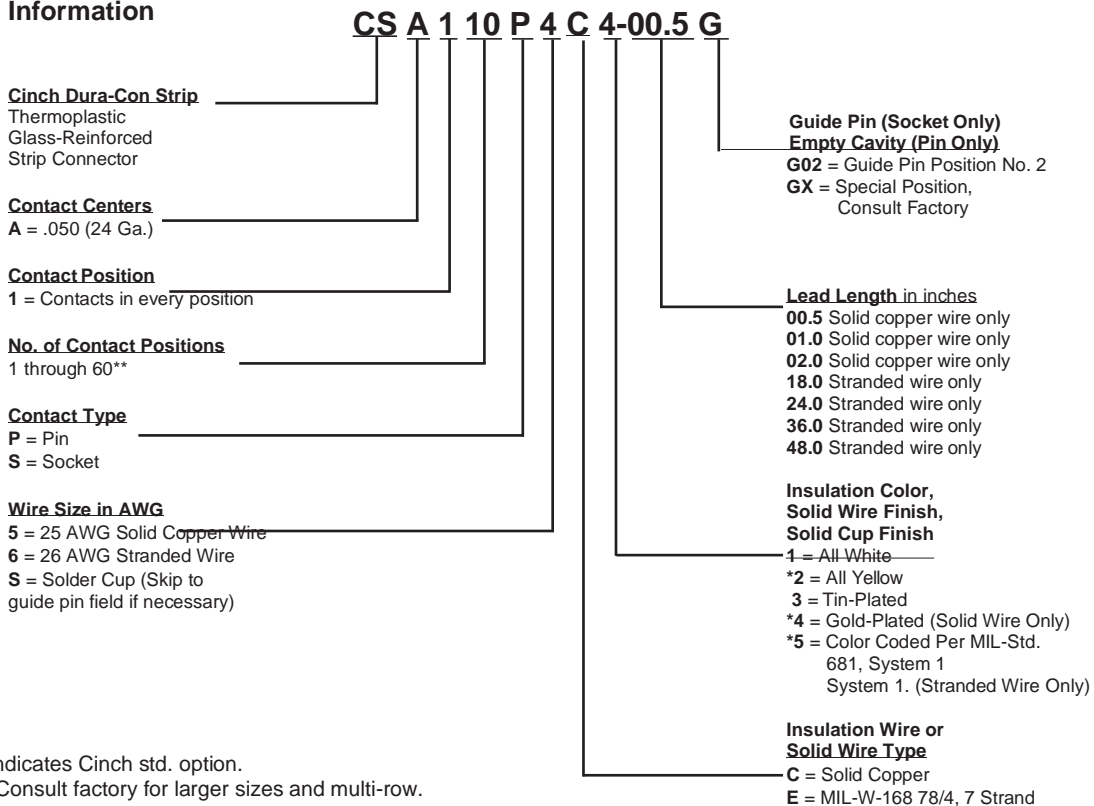 Information
CS A 1 10 P 4 C 4-00.5 G
Cinch Dura-Con Strip
Thermoplastic
Glass-Reinforced
Strip Connector
Contact Centers
A = .050 (24 Ga.)
Contact Position
1 = Contacts in every position
No. of Contact Positions
1 through 60**
Contact Type
P = Pin
S = Socket
Wire Size in AWG
5 = 25 AWG Solid Copper Wire
6 = 26 AWG Stranded Wire
S = Solder Cup (Skip to
guide pin field if necessary)
Guide Pin (Socket Only)
Empty Cavity (Pin Only)
G02 = Guide Pin Position No. 2
GX = Special Position,
Consult Factory
Lead Length in inches
00.5 Solid copper wire only
01.0 Solid copper wire only
02.0 Solid copper wire only
18.0 Stranded wire only
24.0 Stranded wire only
36.0 Stranded wire only
48.0 Stranded wire only
Insulation Color,
Solid Wire Finish,
Solid Cup Finish
1 = All White
*2 = All Yellow
3 = Tin-Plated
*4 = Gold-Plated (Solid Wire Only)
*5 = Color Coded Per MIL-Std.
681, System 1
System 1. (Stranded Wire Only)
Insulation Wire or
Solid Wire Type
C = Solid Copper
E = MIL-W-168 78/4, 7 Strand
ndicates Cinch std. option.
Consult factory for larger sizes and multi-row.